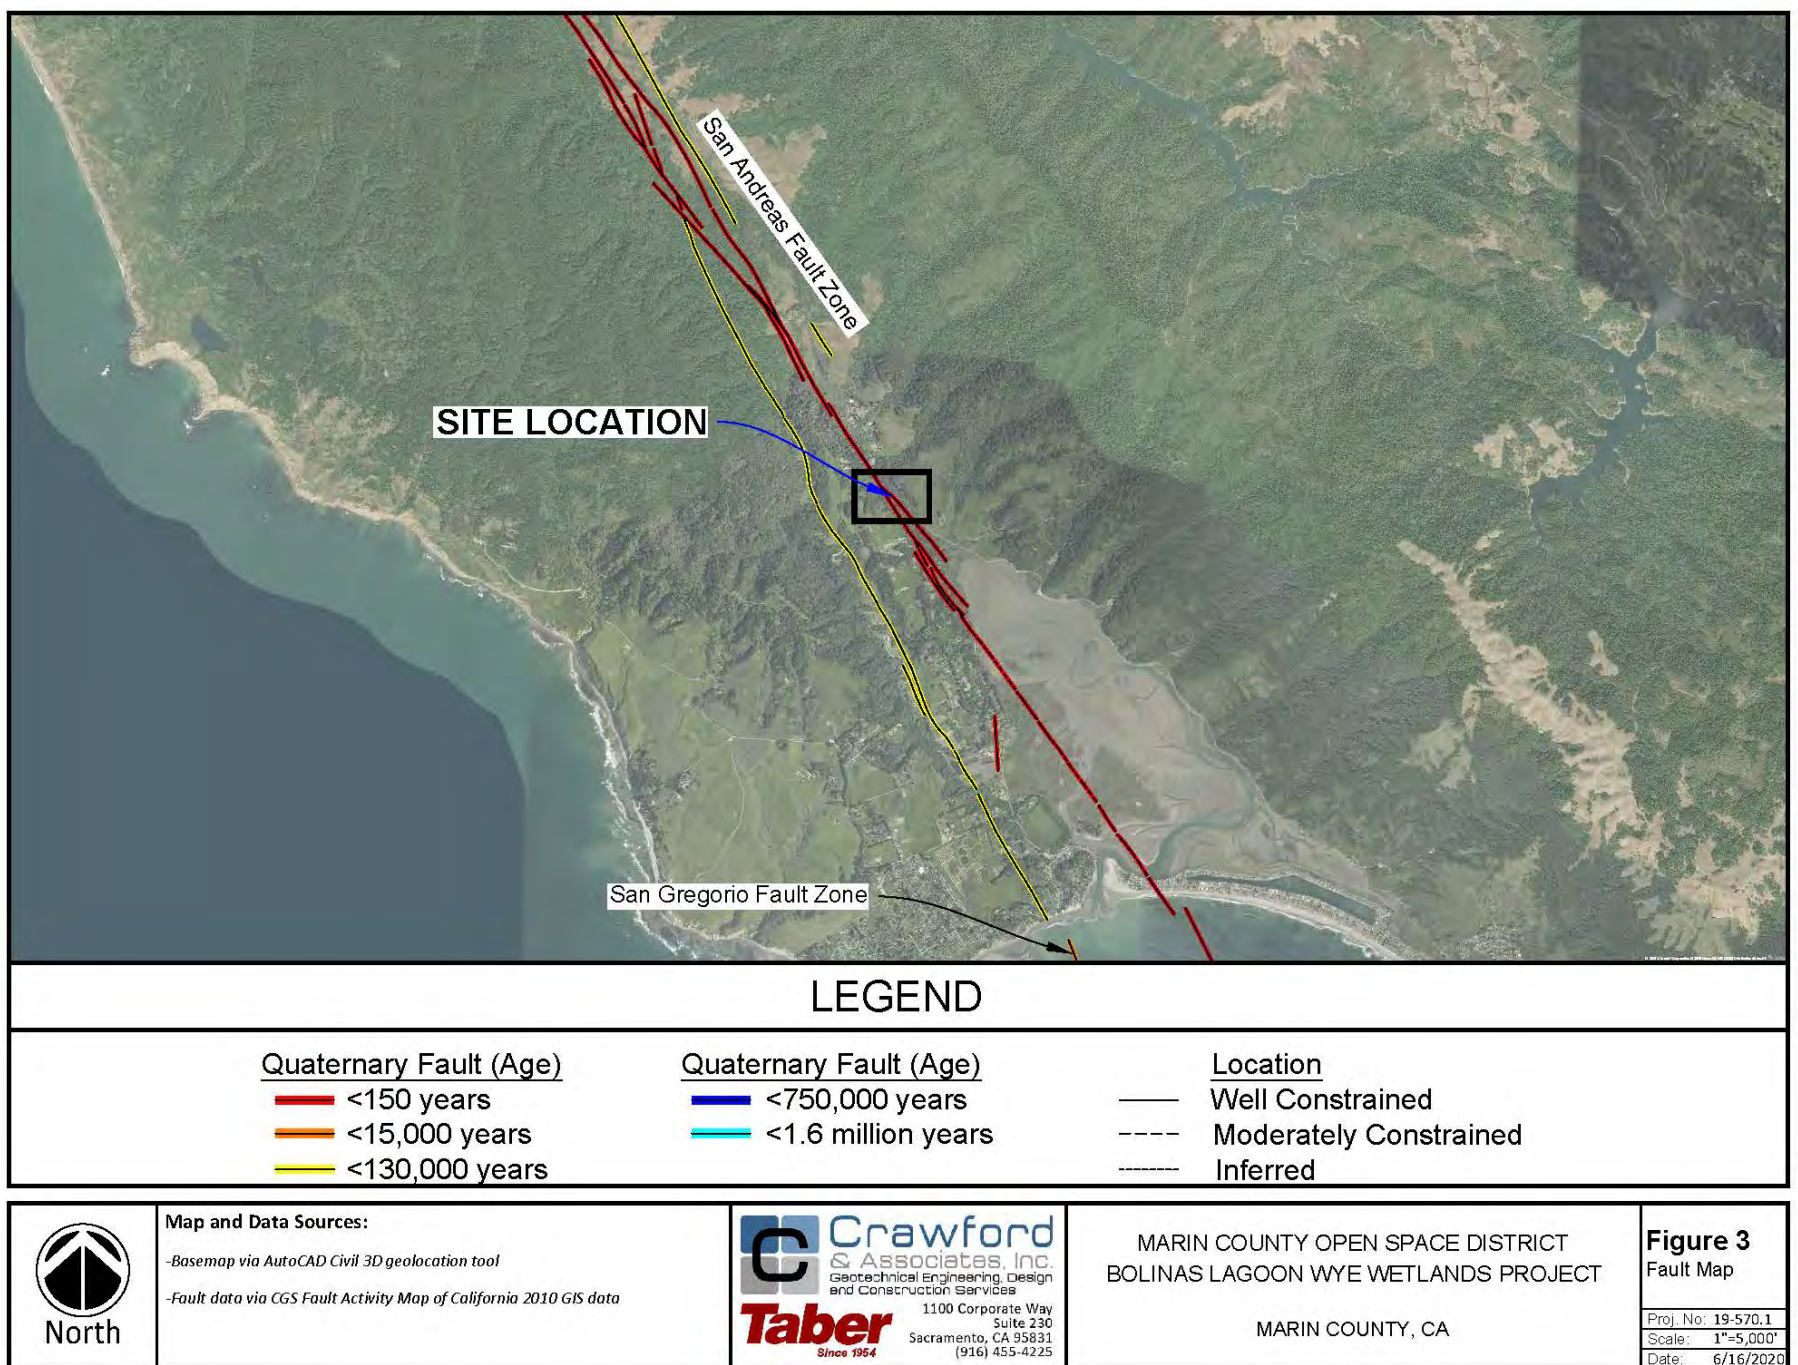 San Andreas Fault Zone
SITE LOCATION
San Gregorio Fault Zone
LEGEND
Quaternary Fault (Age)
<150 years
<15,000 years
<130,000 years
Quaternary Fault (Age)
<750,000 years
<1.6 million years
Location
Well Constrained
Moderately Constrained
Inferred
North
Map and Data Sources:
-Basemap via AutoCAD Civil 3D geolocation tool
-Fault data via CGS Fault Activity Map of California 2010 GIS data
C
Crawford
& Associates, Inc.
Geotechnical Engineering, Design
and Construction Services
Taber
Since 1954
1100 Corporate Way
Suite 230
Sacramento, CA 95831
(916) 455-4225
MARIN COUNTY OPEN SPACE DISTRICT
BOLINAS LAGOON WYE WETLANDS PROJECT
MARIN COUNTY, CA
Figure 3
Fault Map
Proj. No: 19-570.1
Scale: 1"=5,000'
Date: 6/16/2020